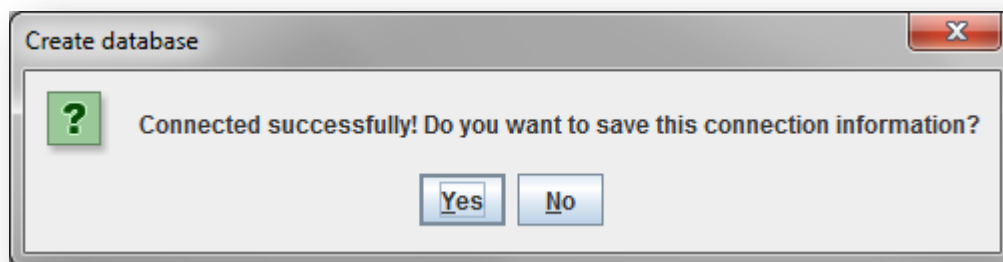 Create database
Connected successfully! Do you want to save this connection information?
Yes
No